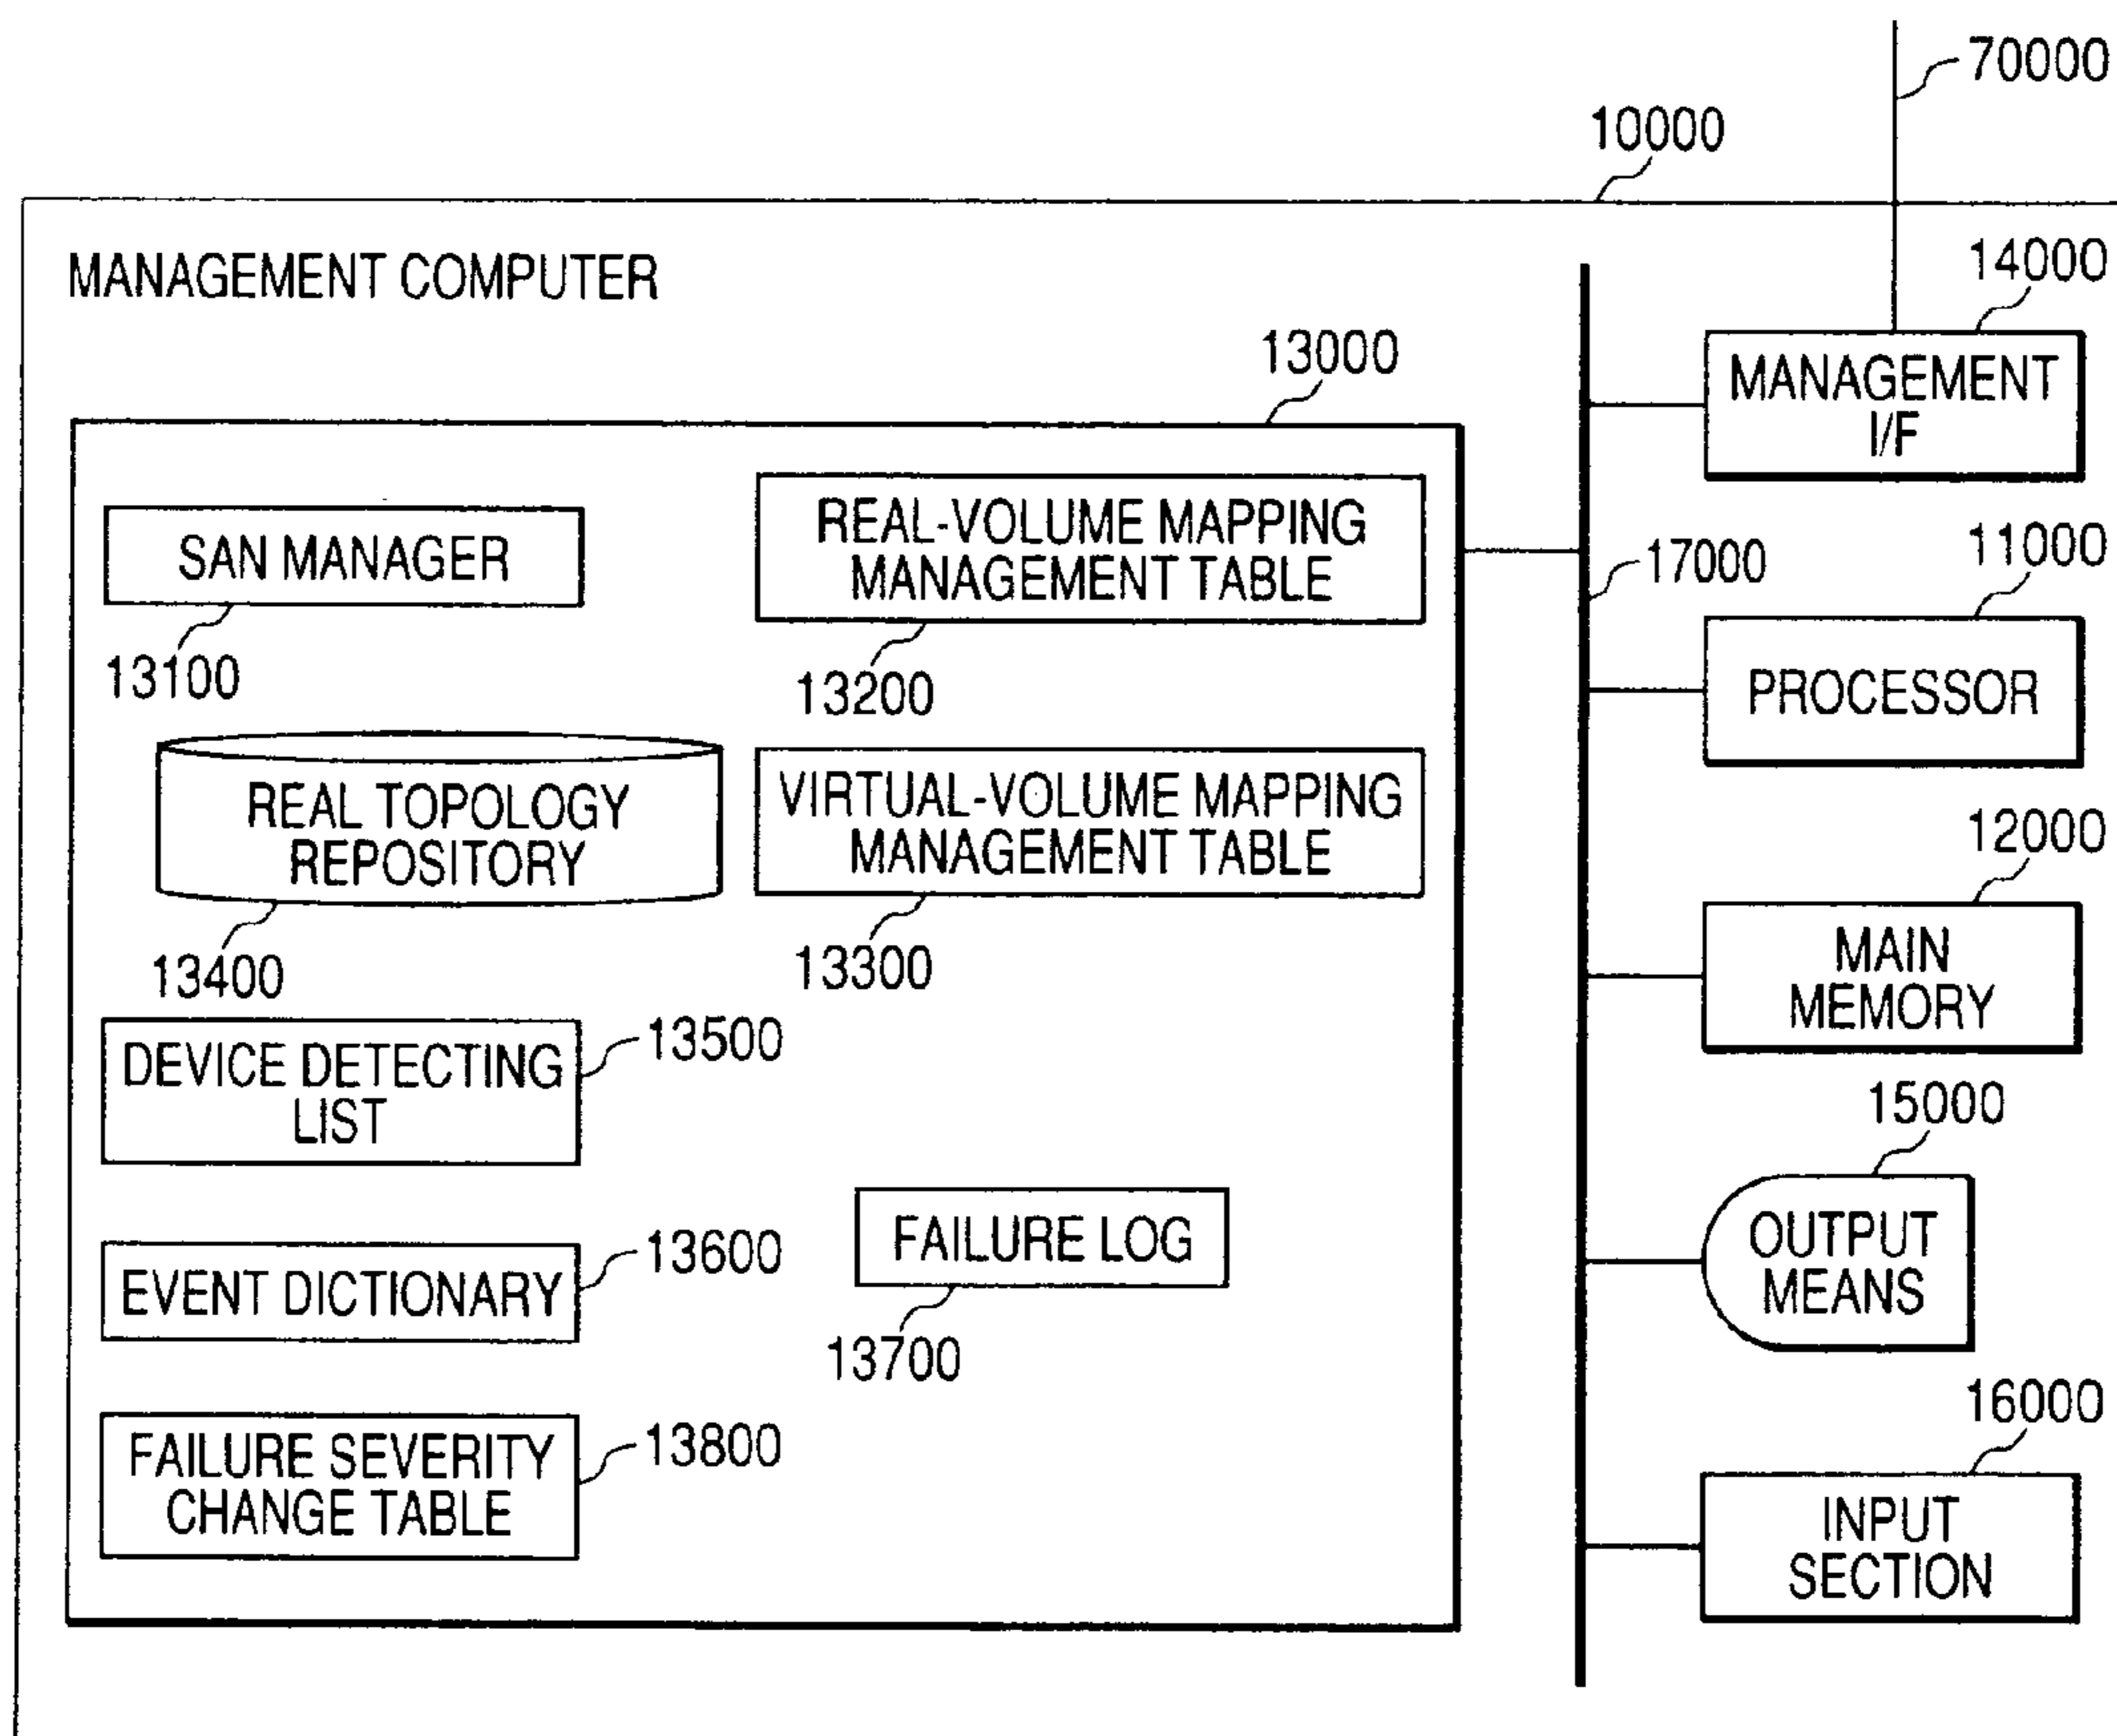 70000
10000
MANAGEMENT COMPUTER
14000
MANAGEMENT
I/F
13000
SAN MANAGER
13100
REAL-VOLUME MAPPING
MANAGEMENT TABLE
13200
17000
11000
PROCESSOR
REAL TOPOLOGY
REPOSITORY
13400
VIRTUAL-VOLUME MAPPING
MANAGEMENT TABLE
13300
12000
MAIN
MEMORY
DEVICE DETECTING
LIST
13500
15000
OUTPUT
MEANS
EVENT DICTIONARY
13600
FAILURE LOG
13700
16000
INPUT
SECTION
FAILURE SEVERITY
CHANGE TABLE
13800